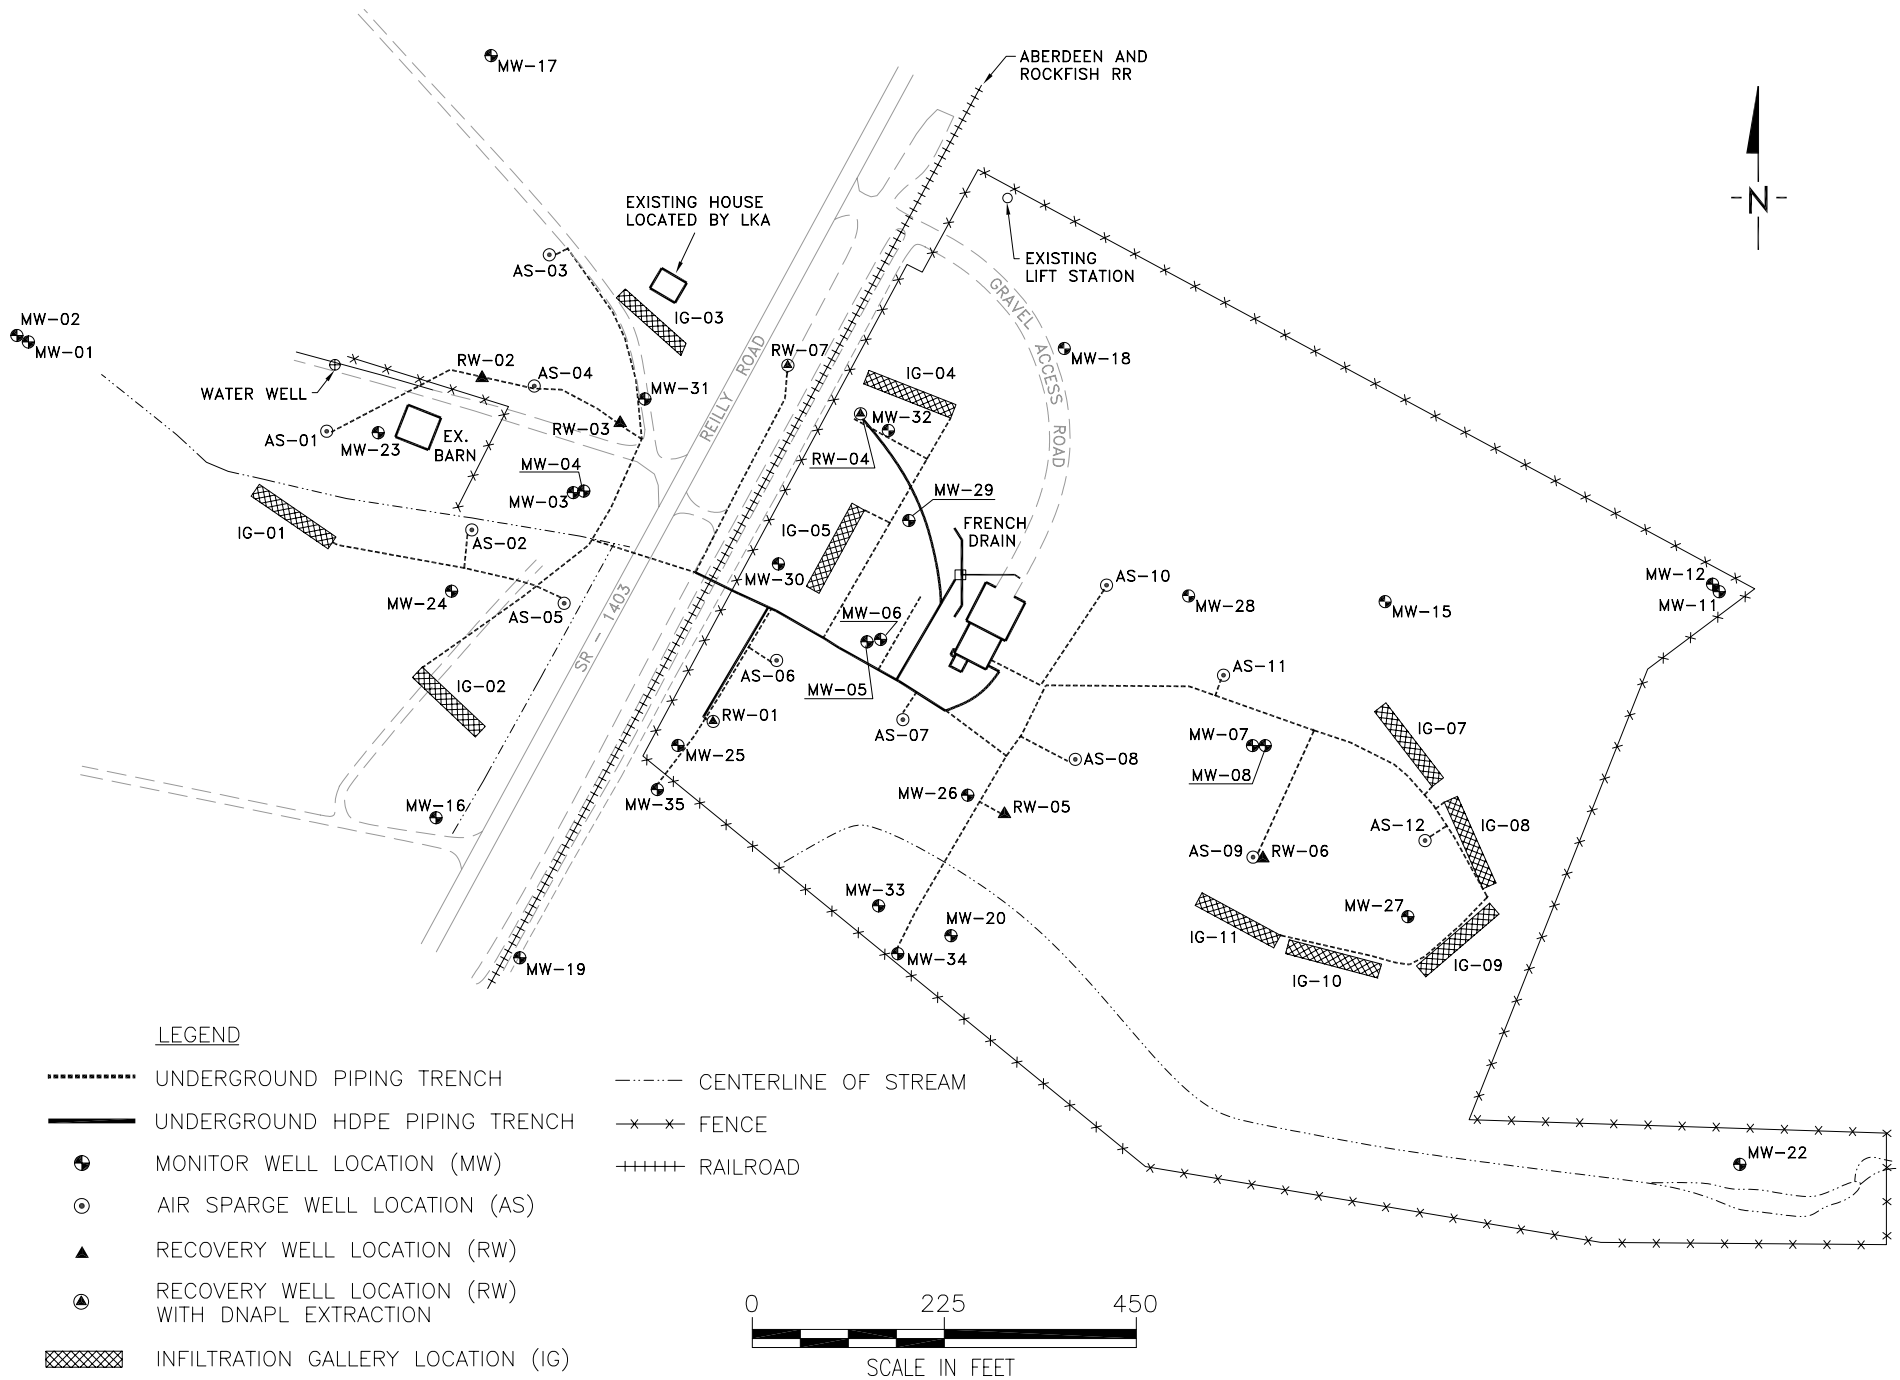 MW-17
ABERDEEN AND
ROCKFISH RR
EXISTING HOUSE
LOCATED BY LKA
-N-
AS-03
EXISTING
LIFT STATION
IG-03
GRAVEL ACCESS ROAD
MW-02
MW-01
RW-02
AS-04
RW-07
MW-18
WATER WELL
MW-31
REILLY ROAD
IG-04
MW-32
AS-01
MW-23
EX.
BARN
RW-03
RW-04
MW-04
MW-03
MW-29
IG-01
AS-02
IG-05
FRENCH
DRAIN
MW-30
AS-10
MW-12
MW-11
MW-24
AS-05
SR - 1403
MW-06
MW-28
MW-15
IG-02
AS-06
MW-05
AS-11
RW-01
AS-07
IG-07
MW-25
MW-07
MW-08
AS-08
MW-35
MW-16
MW-26
RW-05
AS-12
IG-08
AS-09
RW-06
MW-33
MW-20
MW-27
IG-11
MW-34
MW-19
IG-10
IG-09
MW-22
LEGEND
UNDERGROUND PIPING TRENCH
UNDERGROUND HDPE PIPING TRENCH
MONITOR WELL LOCATION (MW)
AIR SPARGE WELL LOCATION (AS)
RECOVERY WELL LOCATION (RW)
RECOVERY WELL LOCATION (RW)
WITH DNAPL EXTRACTION
INFILTRATION GALLERY LOCATION (IG)
CENTERLINE OF STREAM
FENCE
RAILROAD
0 225 450
SCALE IN FEET